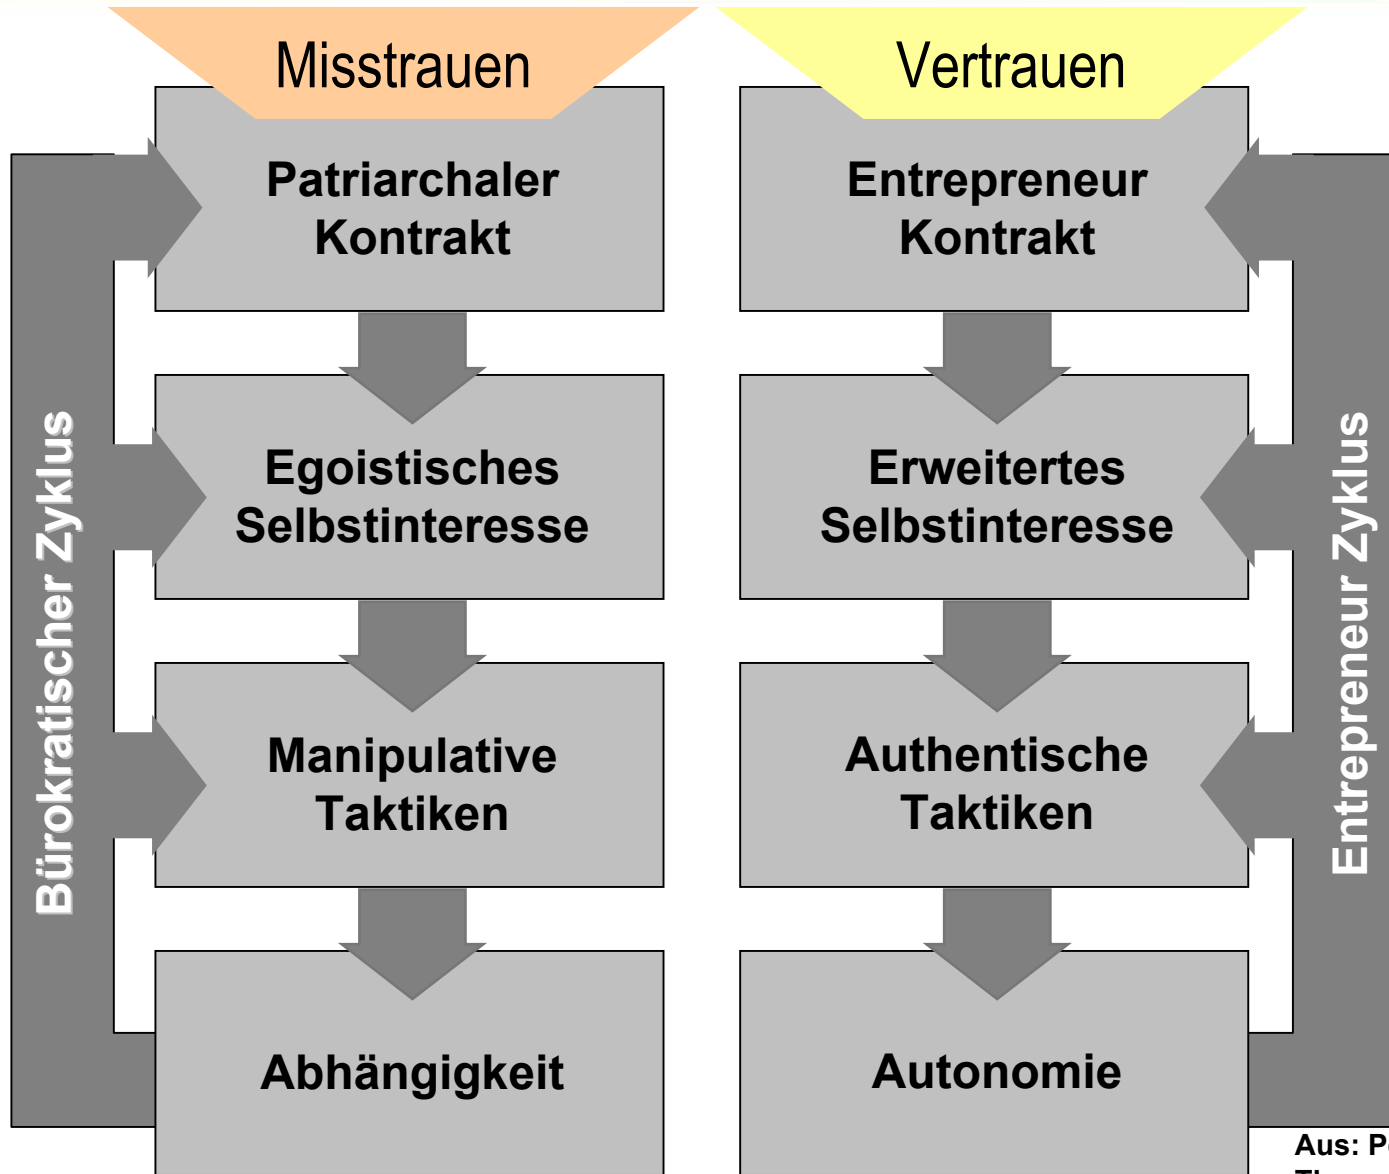 Misstrauen
Patriarchaler
Kontrakt
Egoistisches
Selbstinteresse
Manipulative
Taktiken
Abhängigkeit
Bürokratischer Zyklus
Vertrauen
Entrepreneur
Kontrakt
Erweitertes
Selbstinteresse
Authentische
Taktiken
Autonomie
Entrepreneur Zyklus
Aus: